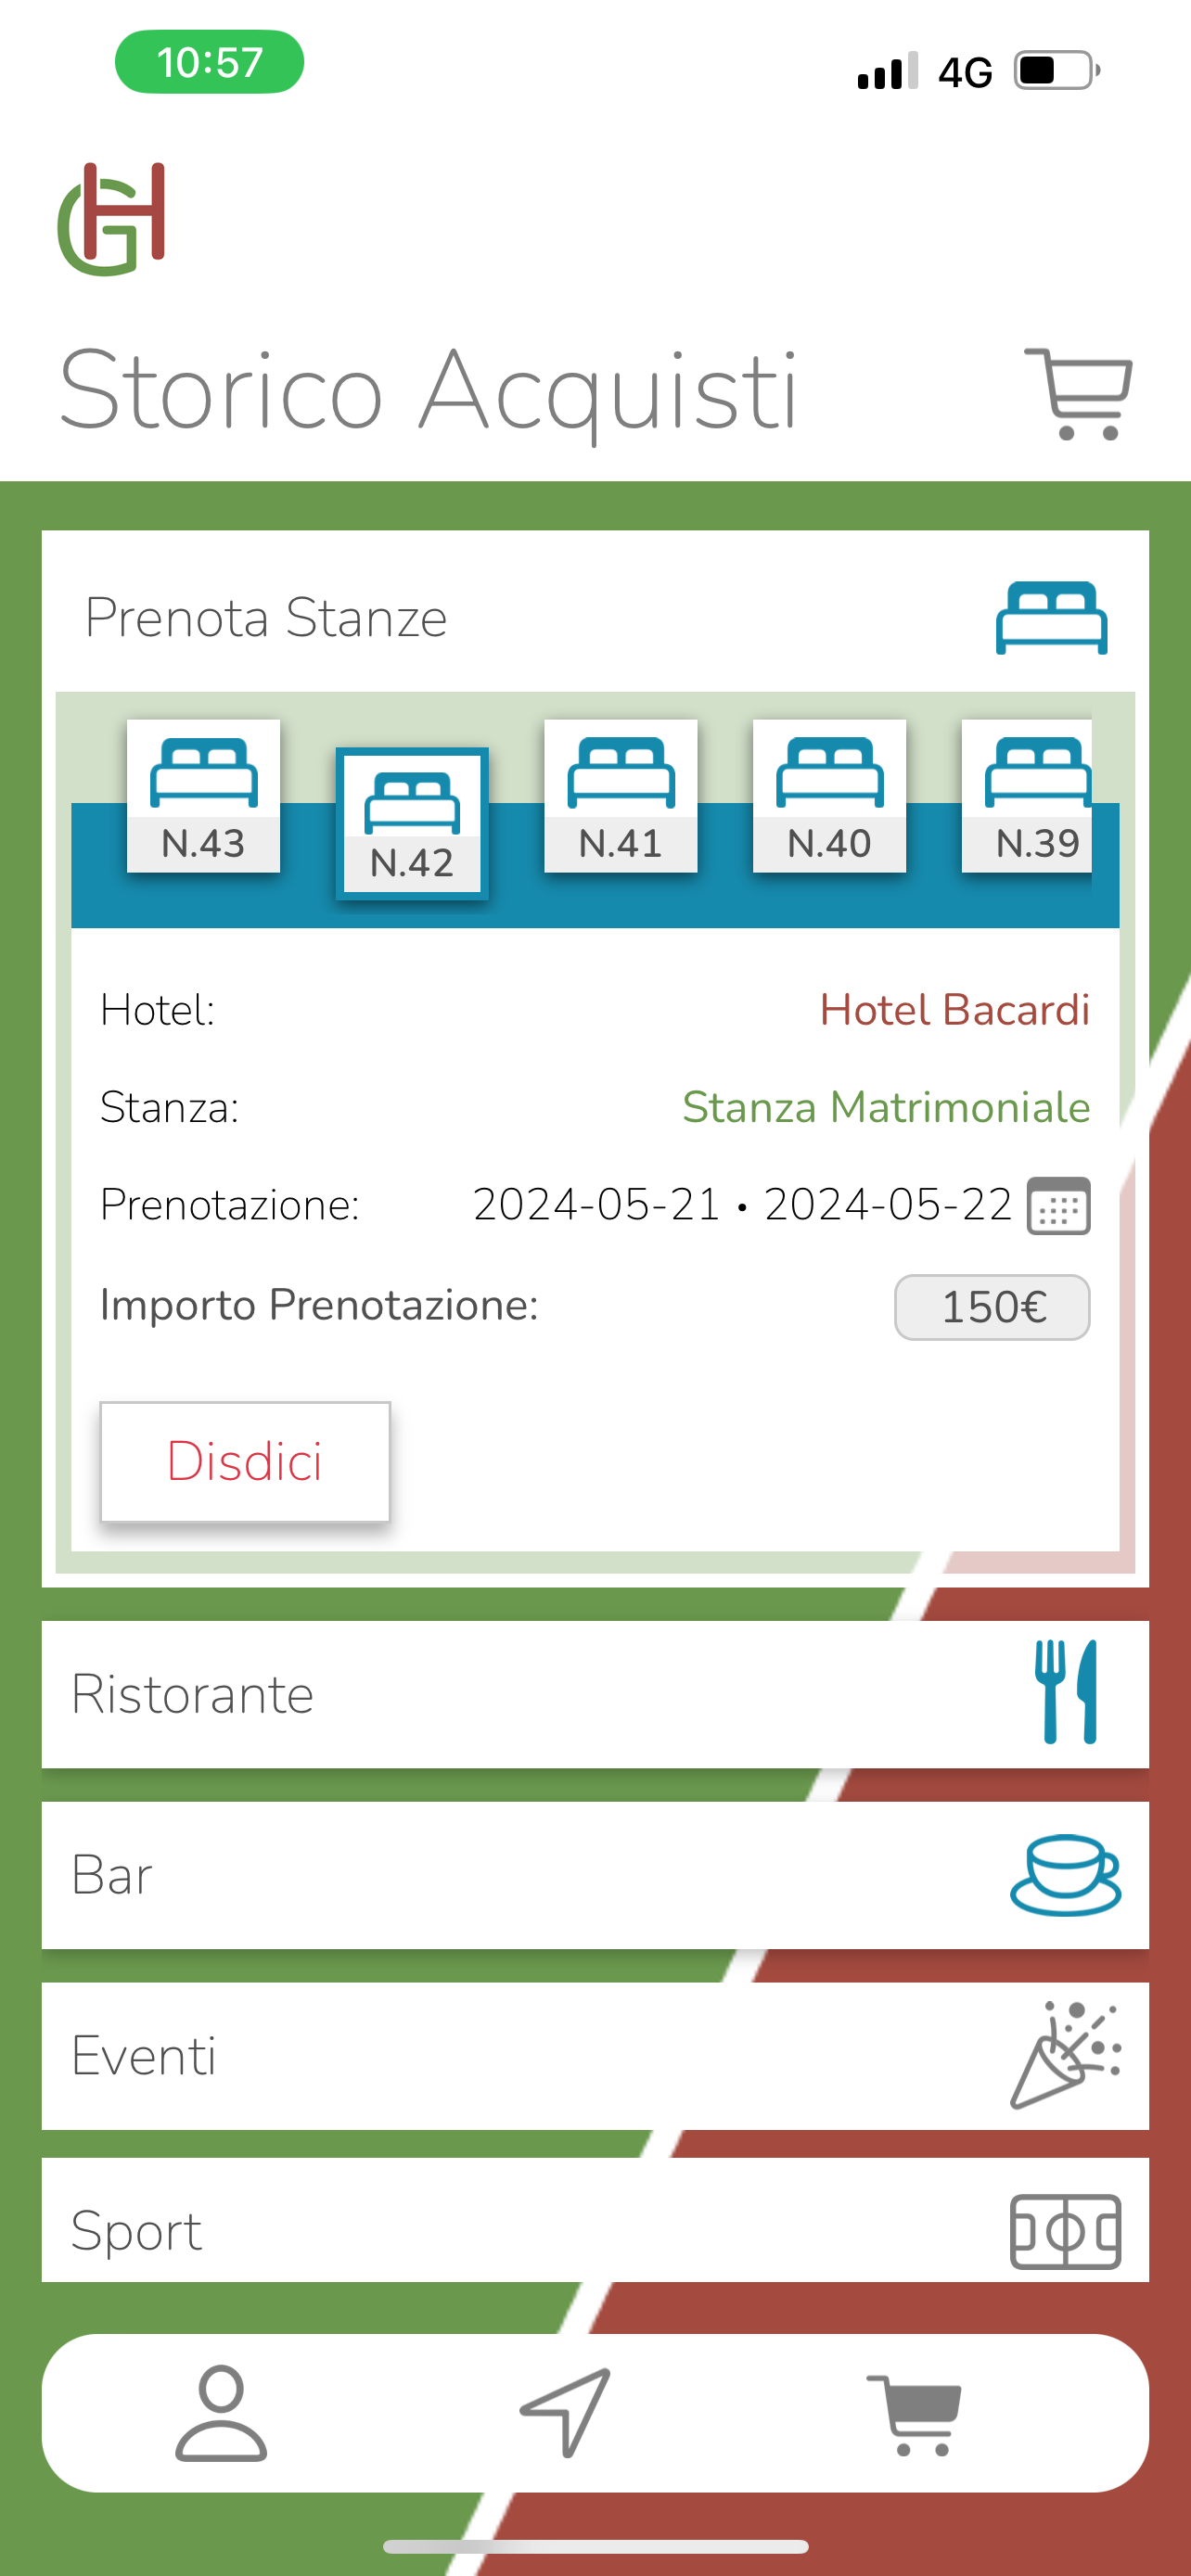 10:57
4G
GH
Storico Acquisti
Prenota Stanze
N.43 N.42 N.41 N.40 N.39
Hotel: Hotel Bacardi
Stanza: Stanza Matrimoniale
Prenotazione: 2024-05-21 • 2024-05-22
Importo Prenotazione: 150€
Disdici
Ristorante
Bar
Eventi
Sport